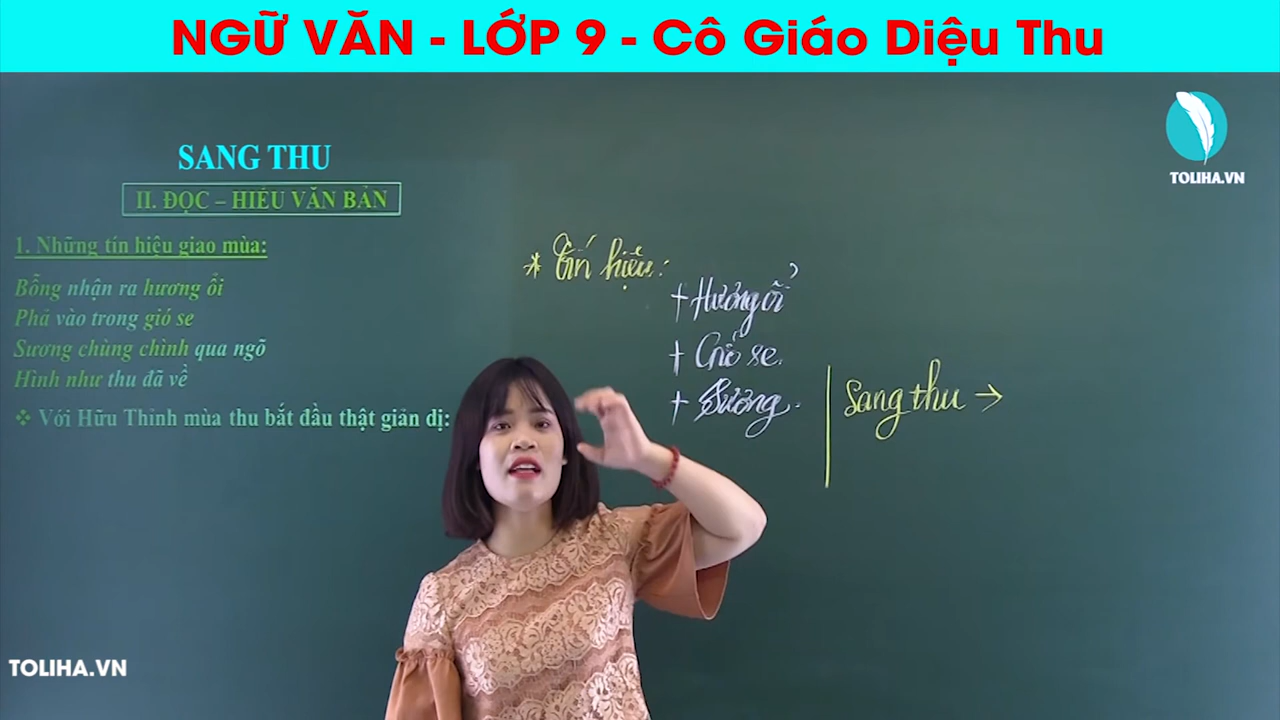 NGỮ VĂN - LỚP 9 - Cô Giáo Diệu Thu
TOLIHA.VN
SANG THU
II. ĐỌC – HIỂU VĂN BẢN
1. Những tín hiệu giao mùa:
Bỗng nhận ra hương ổi
Phả vào trong gió se
Sương chùng chình qua ngõ
Hình như thu đã về
❖ Với Hữu Thỉnh mùa thu bắt đầu thật giản dị:
* Tín hiệu:
+ Hương ổi
+ Gió se.
+ Sương.
Sang thu →
TOLIHA.VN